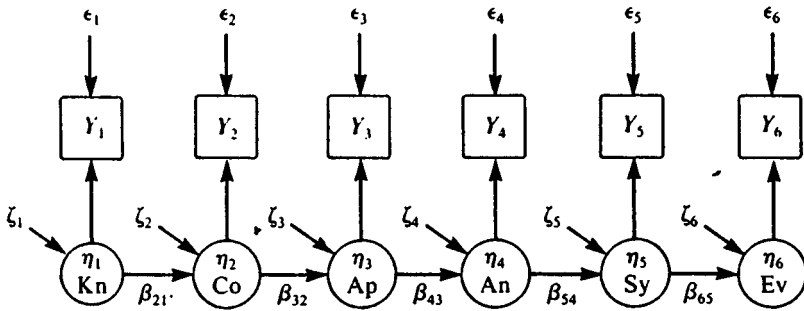 ϵ₁ ϵ₂ ϵ₃ ϵ₄ ϵ₅ ϵ₆
Y₁ Y₂ Y₃ Y₄ Y₅ Y₆
ζ₁ ζ₂ ζ₃ ζ₄ ζ₅ ζ₆
η₁ η₂ η₃ η₄ η₅ η₆
Kn Co Ap An Sy Ev
β₂₁ β₃₂ β₄₃ β₅₄ β₆₅